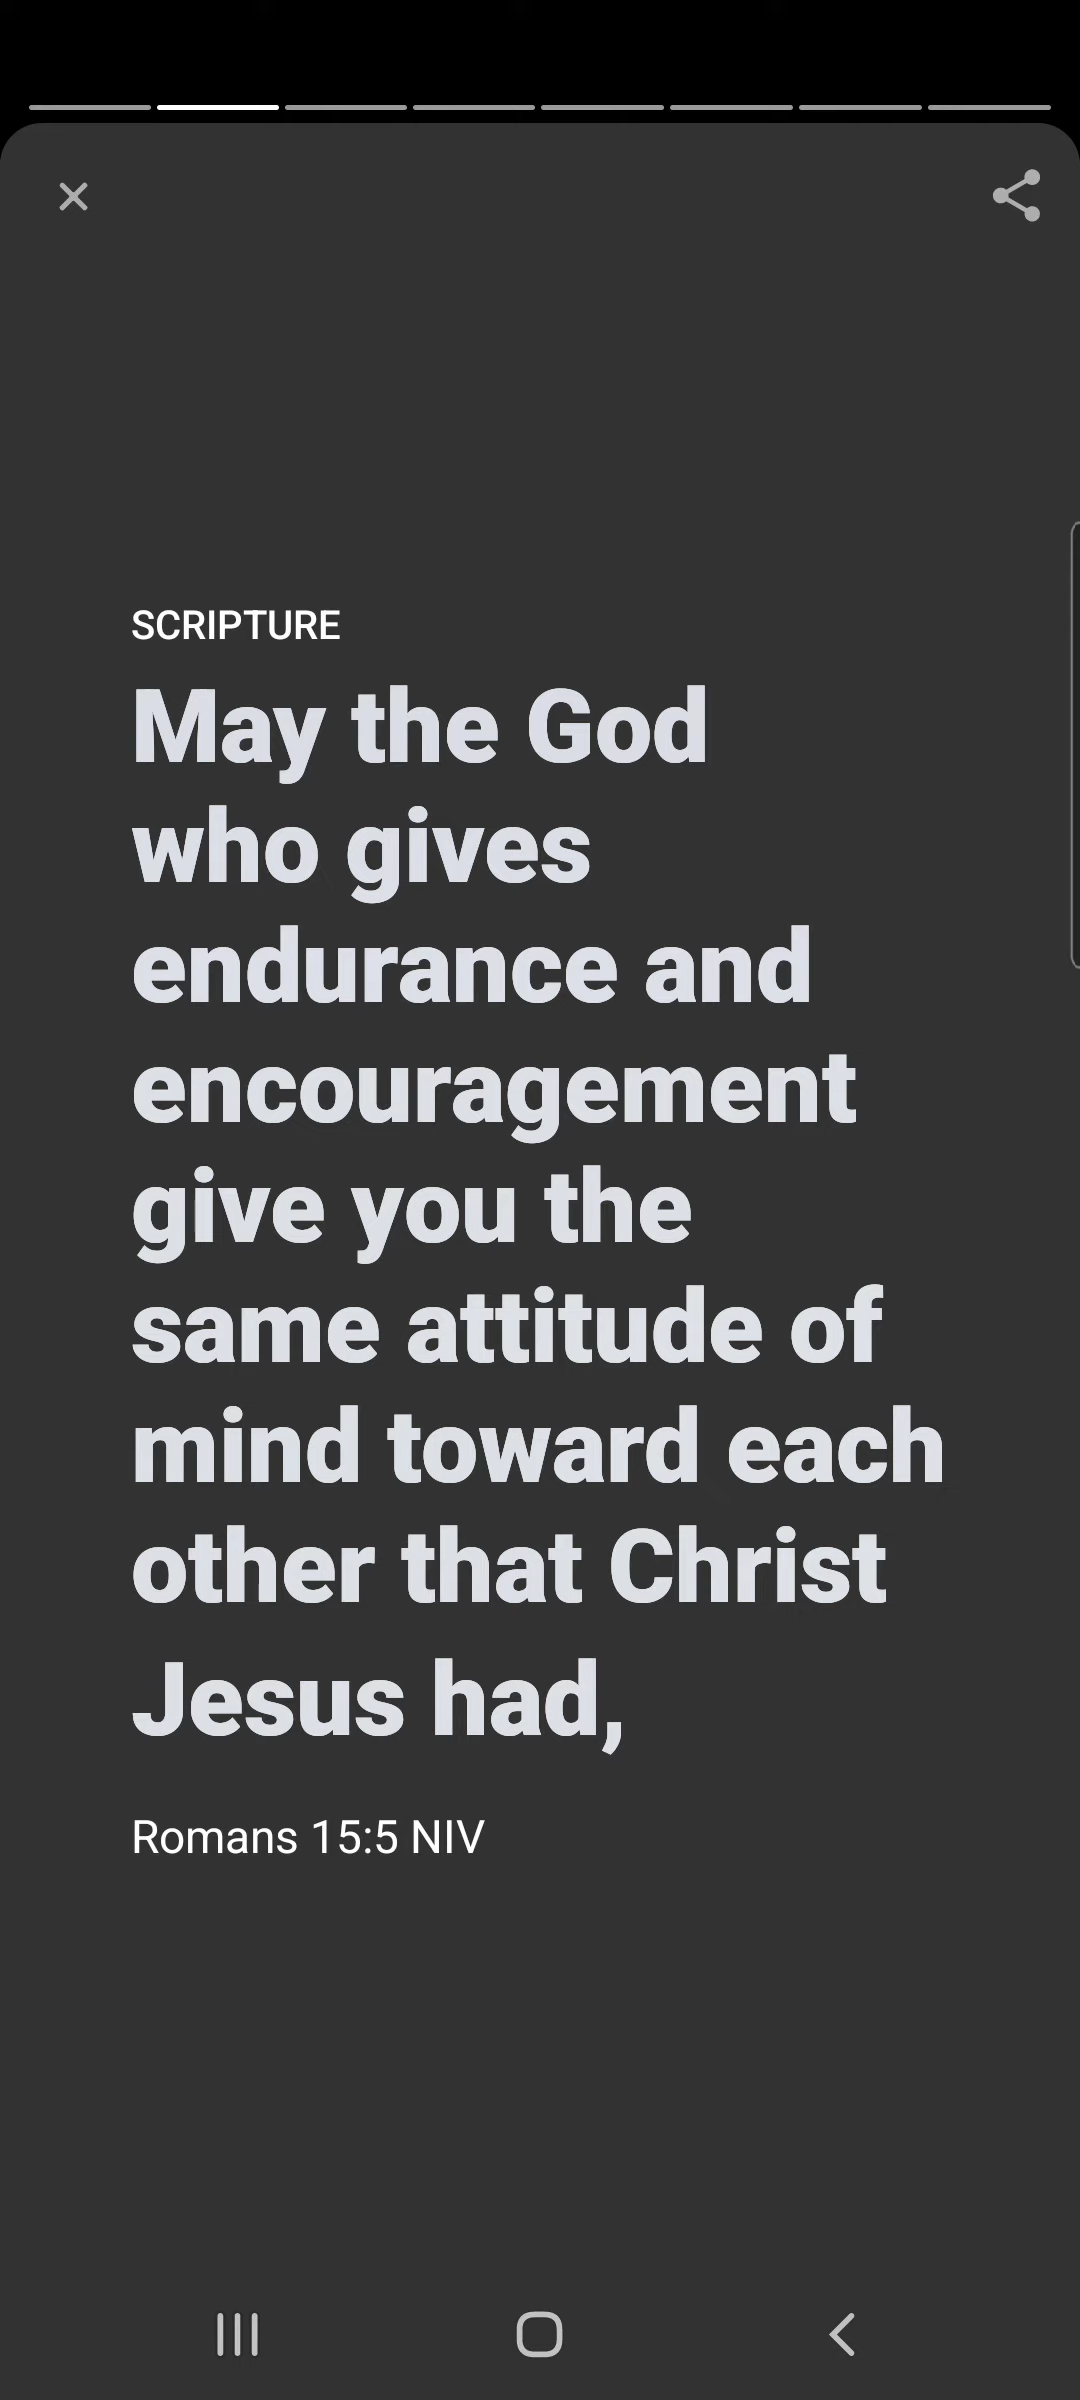 SCRIPTURE
May the God
who gives
endurance and
encouragement
give you the
same attitude of
mind toward each
other that Christ
Jesus had,
Romans 15:5 NIV